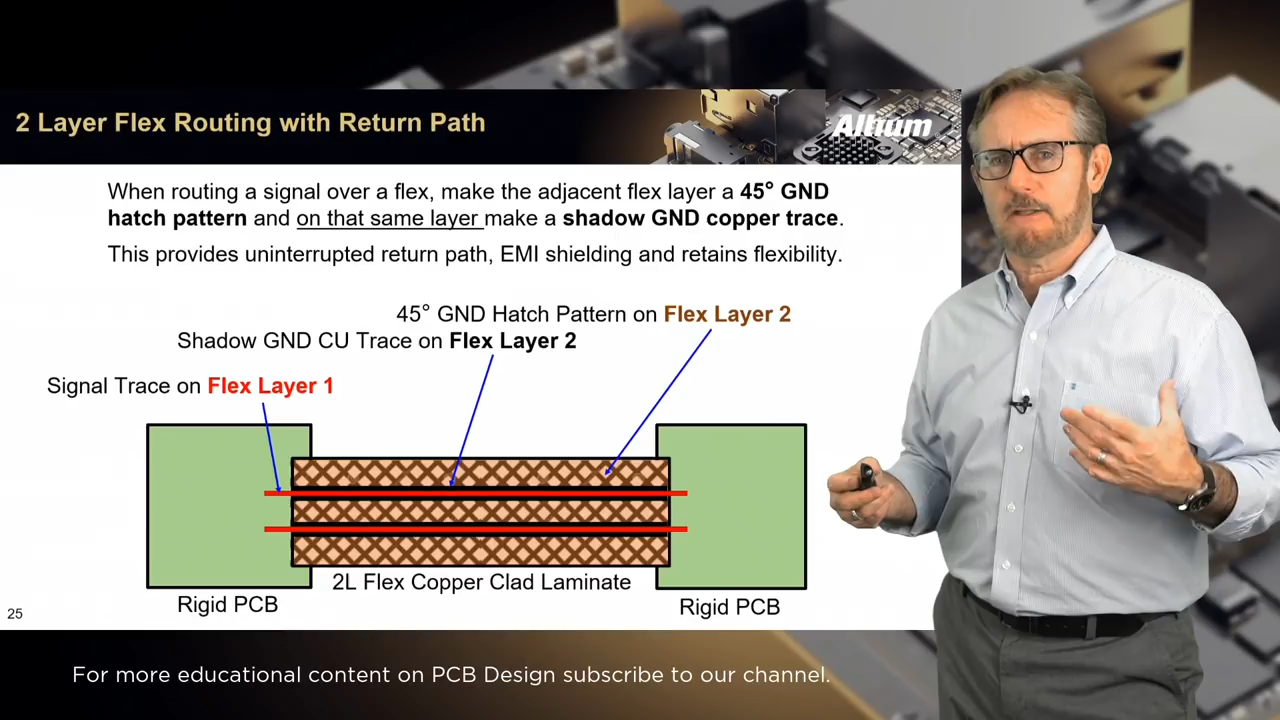 2 Layer Flex Routing with Return Path
Altium
When routing a signal over a flex, make the adjacent flex layer a 45° GND
hatch pattern and on that same layer make a shadow GND copper trace.
This provides uninterrupted return path, EMI shielding and retains flexibility.
45° GND Hatch Pattern on Flex Layer 2
Shadow GND CU Trace on Flex Layer 2
Signal Trace on Flex Layer 1
2L Flex Copper Clad Laminate
Rigid PCB
Rigid PCB
25
For more educational content on PCB Design subscribe to our channel.